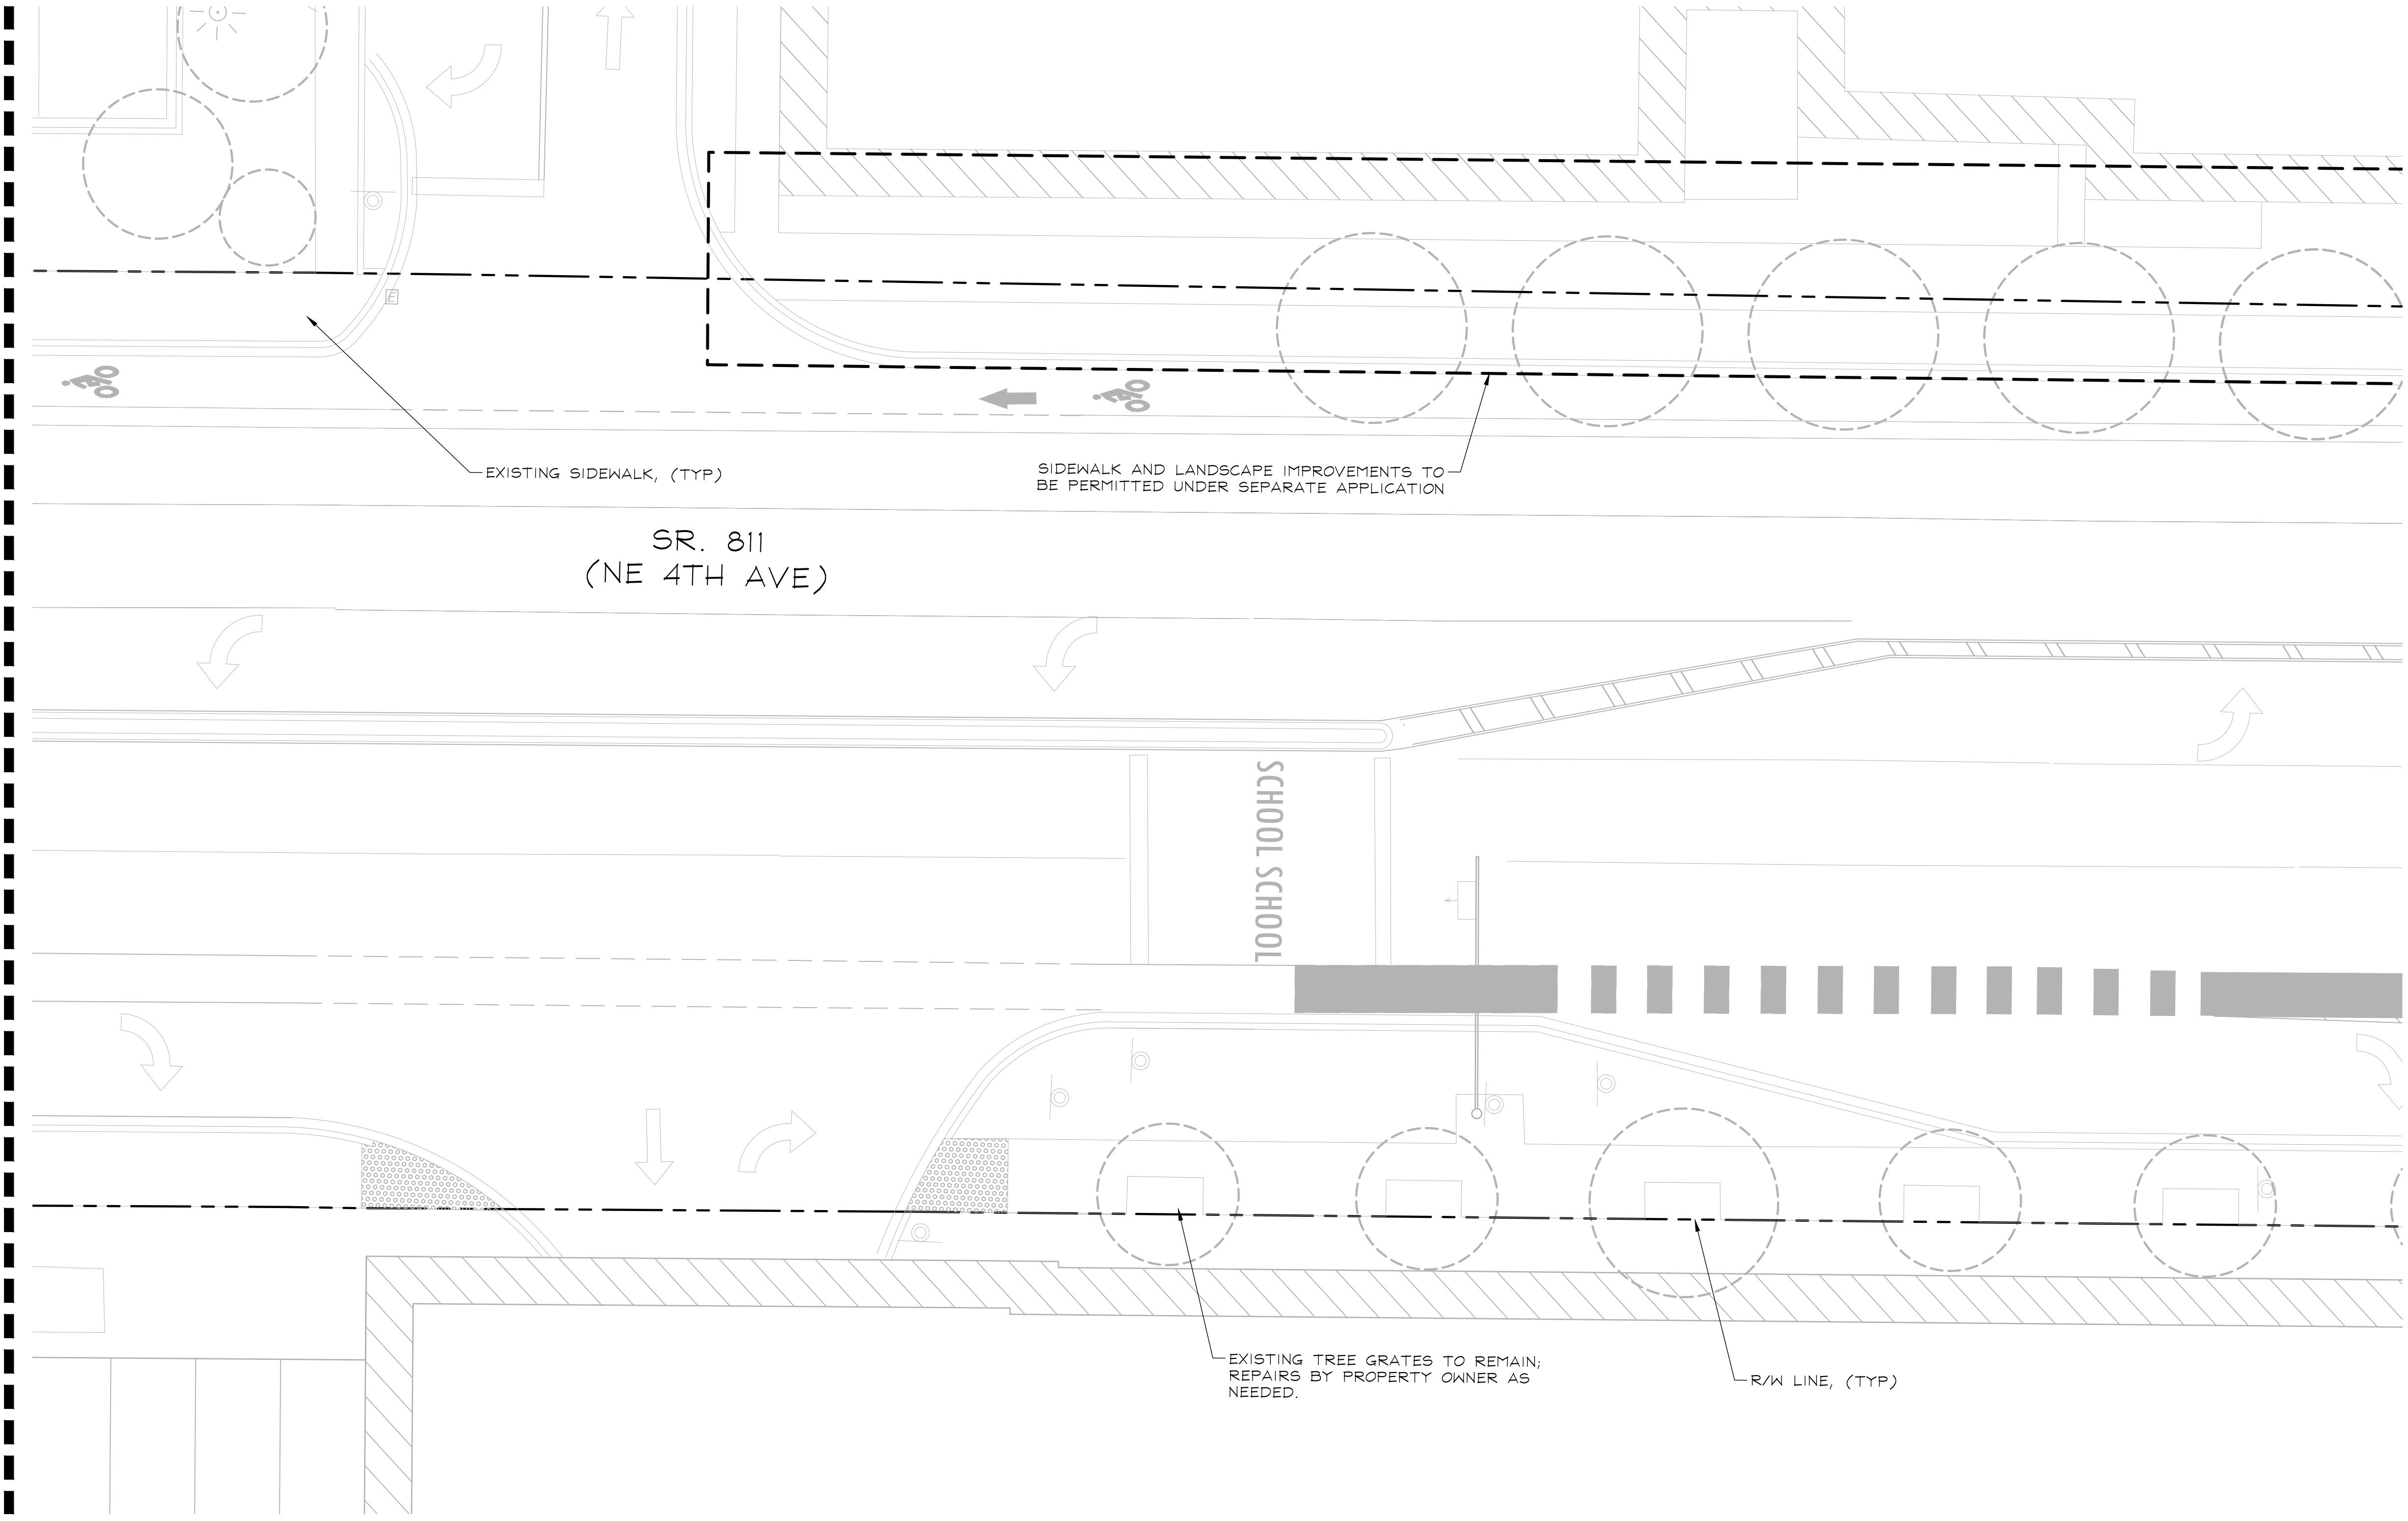 E
EXISTING SIDEWALK, (TYP)
SIDEWALK AND LANDSCAPE IMPROVEMENTS TO
BE PERMITTED UNDER SEPARATE APPLICATION
SR. 811
(NE 4TH AVE)
SCHOOL SCHOOL
EXISTING TREE GRATES TO REMAIN;
REPAIRS BY PROPERTY OWNER AS
NEEDED.
R/W LINE, (TYP)